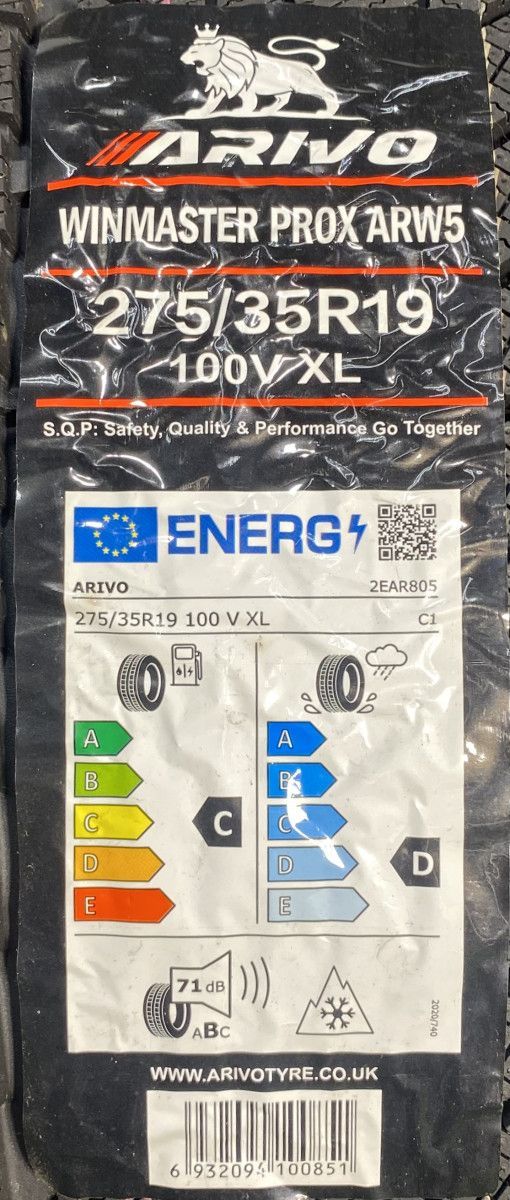 ARIVO
WINMASTER PROX ARW5
275/35R19
100V XL
S.Q.P: Safety, Quality & Performance Go Together
ENERG
ARIVO 2EAR805
275/35R19 100 V XL C1
A A
B B
C C C
D D D
E E
71 dB
ABC
2020/740
WWW.ARIVOTYRE.CO.UK
6 932094 100851